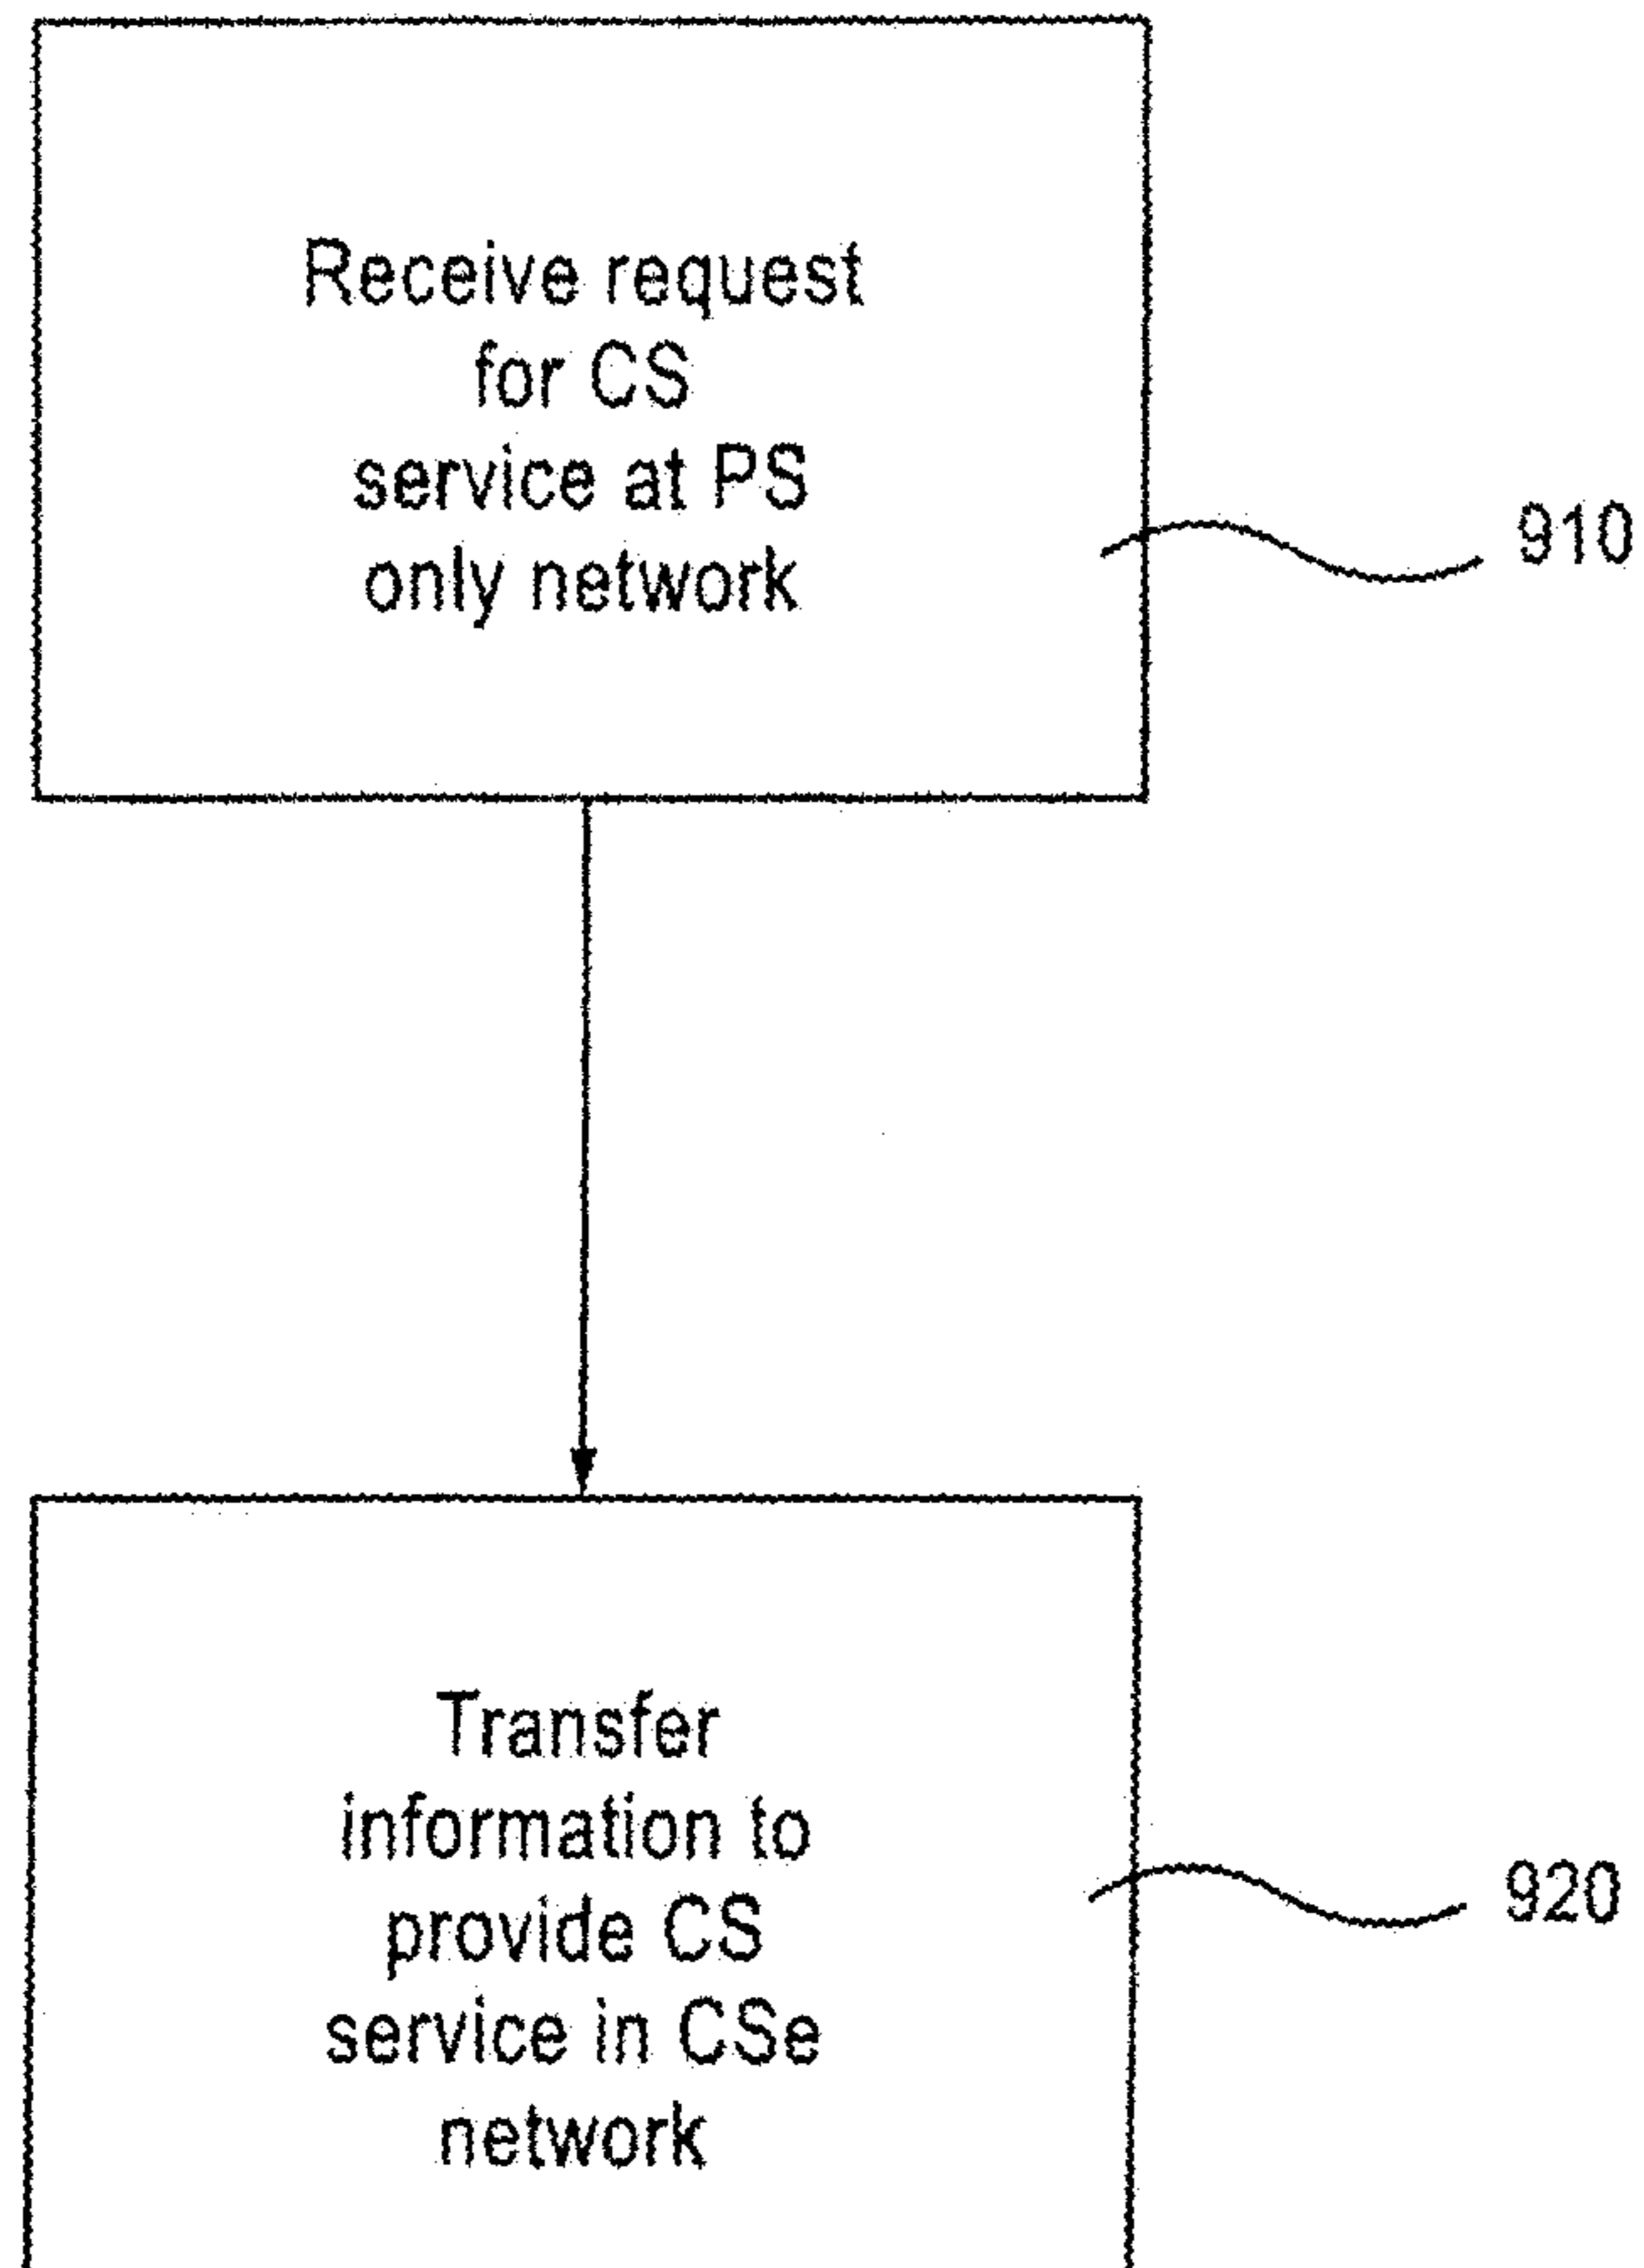 Receive request
for CS
service at PS
only network
910
Transfer
information to
provide CS
service in CSe
network
920